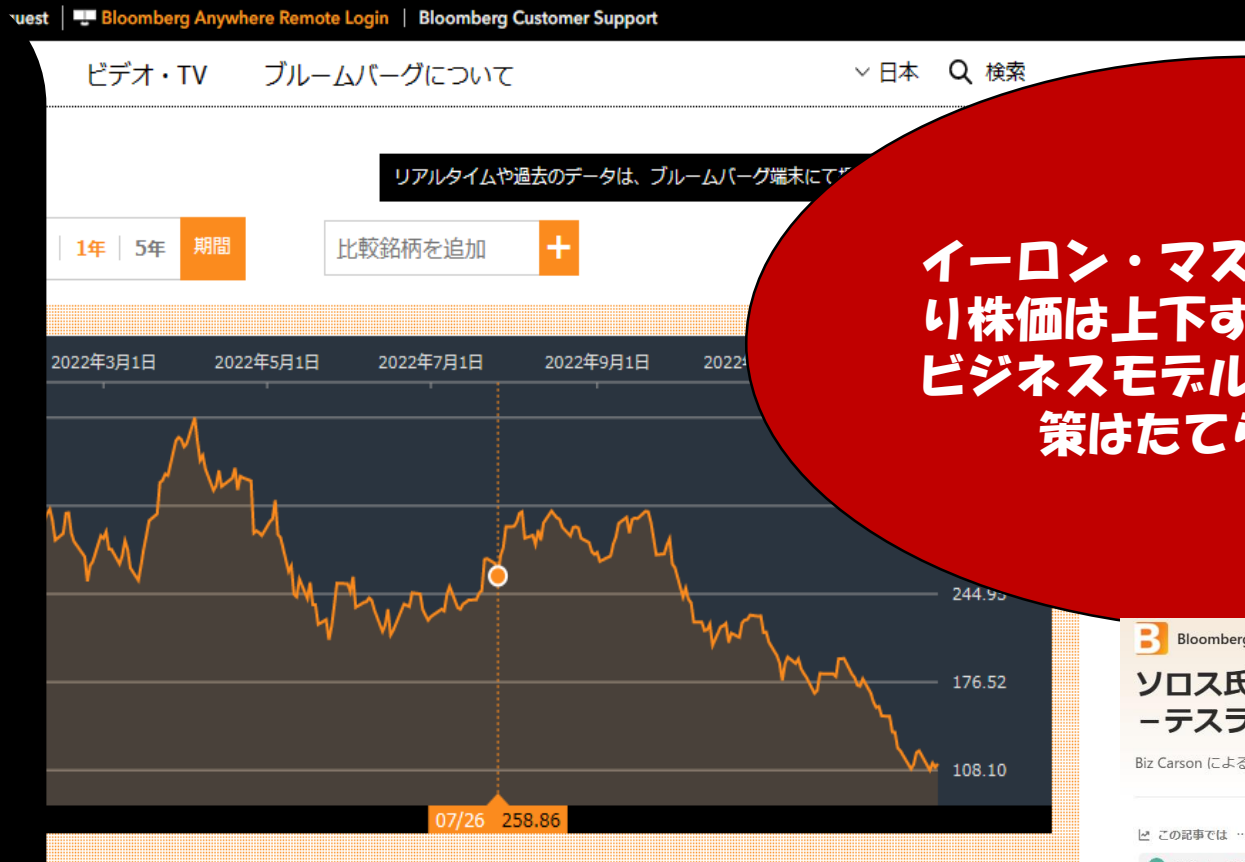 Bloomberg Anywhere Remote Login | Bloomberg Customer Support
ビデオ・TV ブルームバーグについて 日本 検索
リアルタイムや過去のデータは、ブルームバーグ端末にて
1年 5年 期間 比較銘柄を追加 +
イーロン・マス
り株価は上下す
ビジネスモデル
策はたて
2022年3月1日 2022年5月1日 2022年7月1日 2022年9月1日 2022
244.95
176.52
108.10
07/26 258.86
B Bloomberg
ソロス氏
－テスラ
Biz Carson による
この記事では